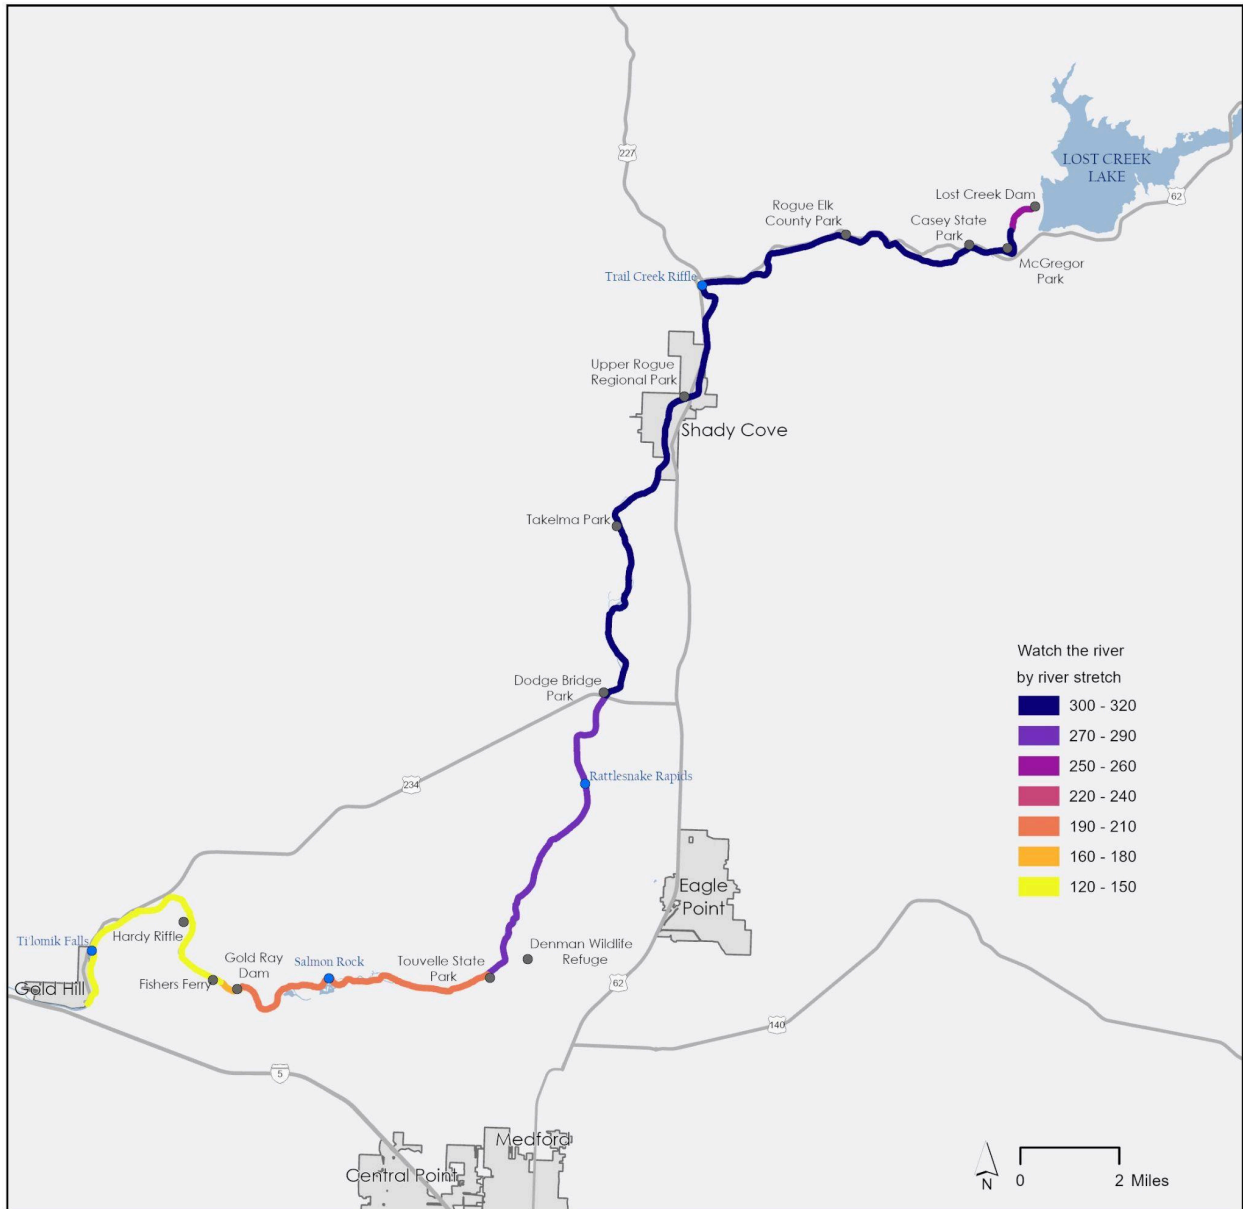 227
LOST CREEK
LAKE
62
Lost Creek Dam
Rogue Elk
County Park
Casey State
Park
McGregor
Park
Trail Creek Riffle
Upper Rogue
Regional Park
Shady Cove
Takelma Park
Dodge Bridge
Park
Watch the river
by river stretch
300 - 320
270 - 290
250 - 260
220 - 240
190 - 210
160 - 180
120 - 150
Rattlesnake Rapids
234
Eagle
Point
Ti'lomik Falls
Hardy Riffle
Gold Ray
Dam
Salmon Rock
Touvelle State
Park
Denman Wildlife
Refuge
Fishers Ferry
Gold Hill
62
140
5
Medford
Central Point
N
0
2 Miles